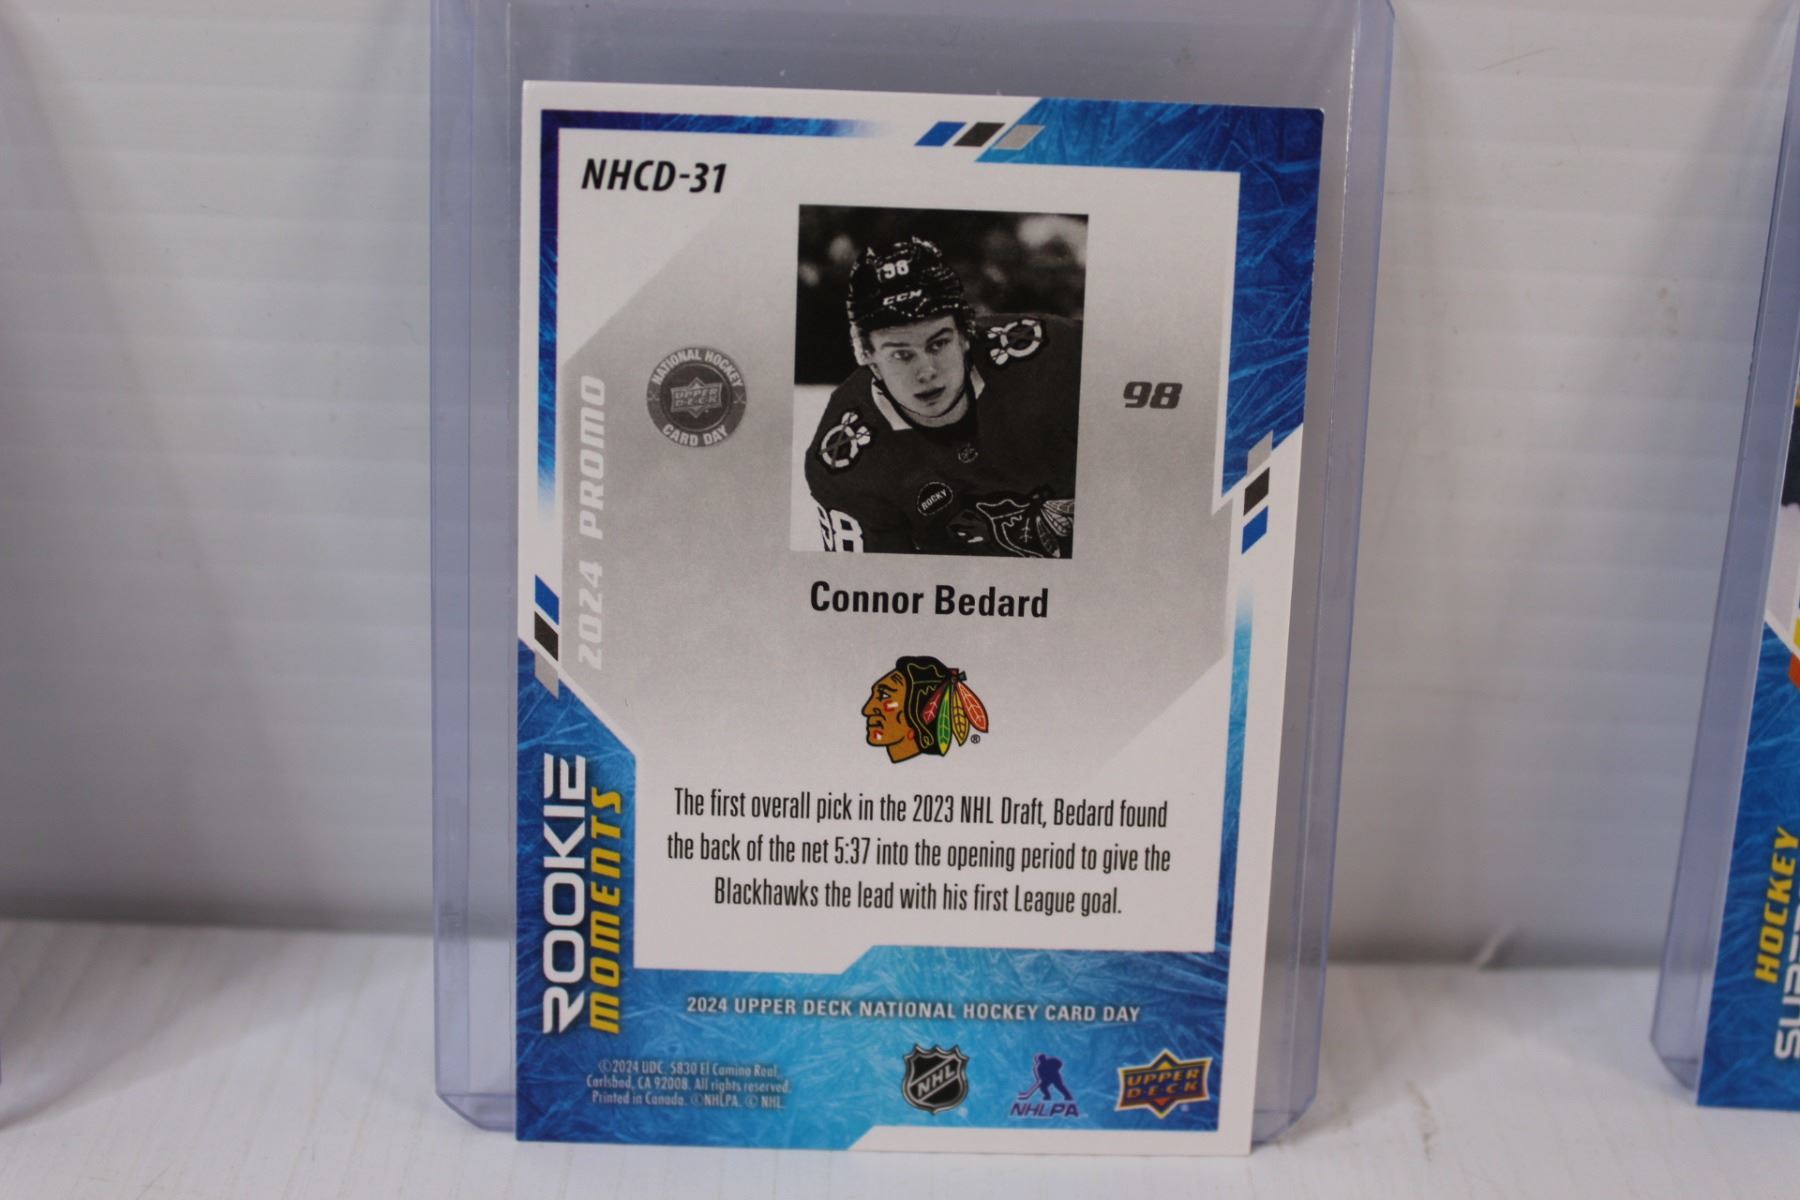 NHCD-31
98
CCM
ROCKY
98
NATIONAL HOCKEY
UPPER
DECK
CARD DAY
98
2024 PROMO
Connor Bedard
®
The first overall pick in the 2023 NHL Draft, Bedard found
the back of the net 5:37 into the opening period to give the
Blackhawks the lead with his first League goal.
ROOKIE
MOMENTS
2024 UPPER DECK NATIONAL HOCKEY CARD DAY
©2024 UDC. 5830 El Camino Real,
Carlsbad, CA 92008. All rights reserved.
Printed in Canada. ©NHLPA. © NHL.
NHL
NHLPA
UPPER
DECK
HOCKEY